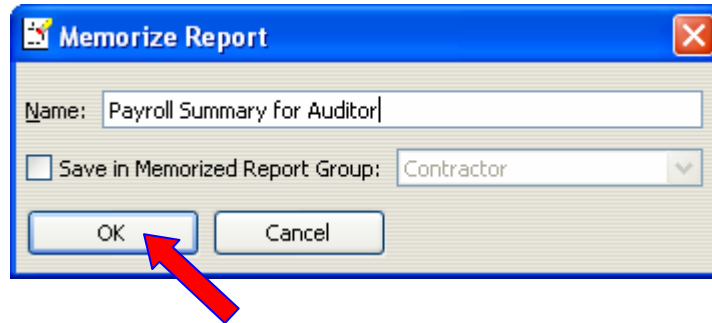 Memorize Report
Name: Payroll Summary for Auditor
Save in Memorized Report Group: Contractor
OK Cancel